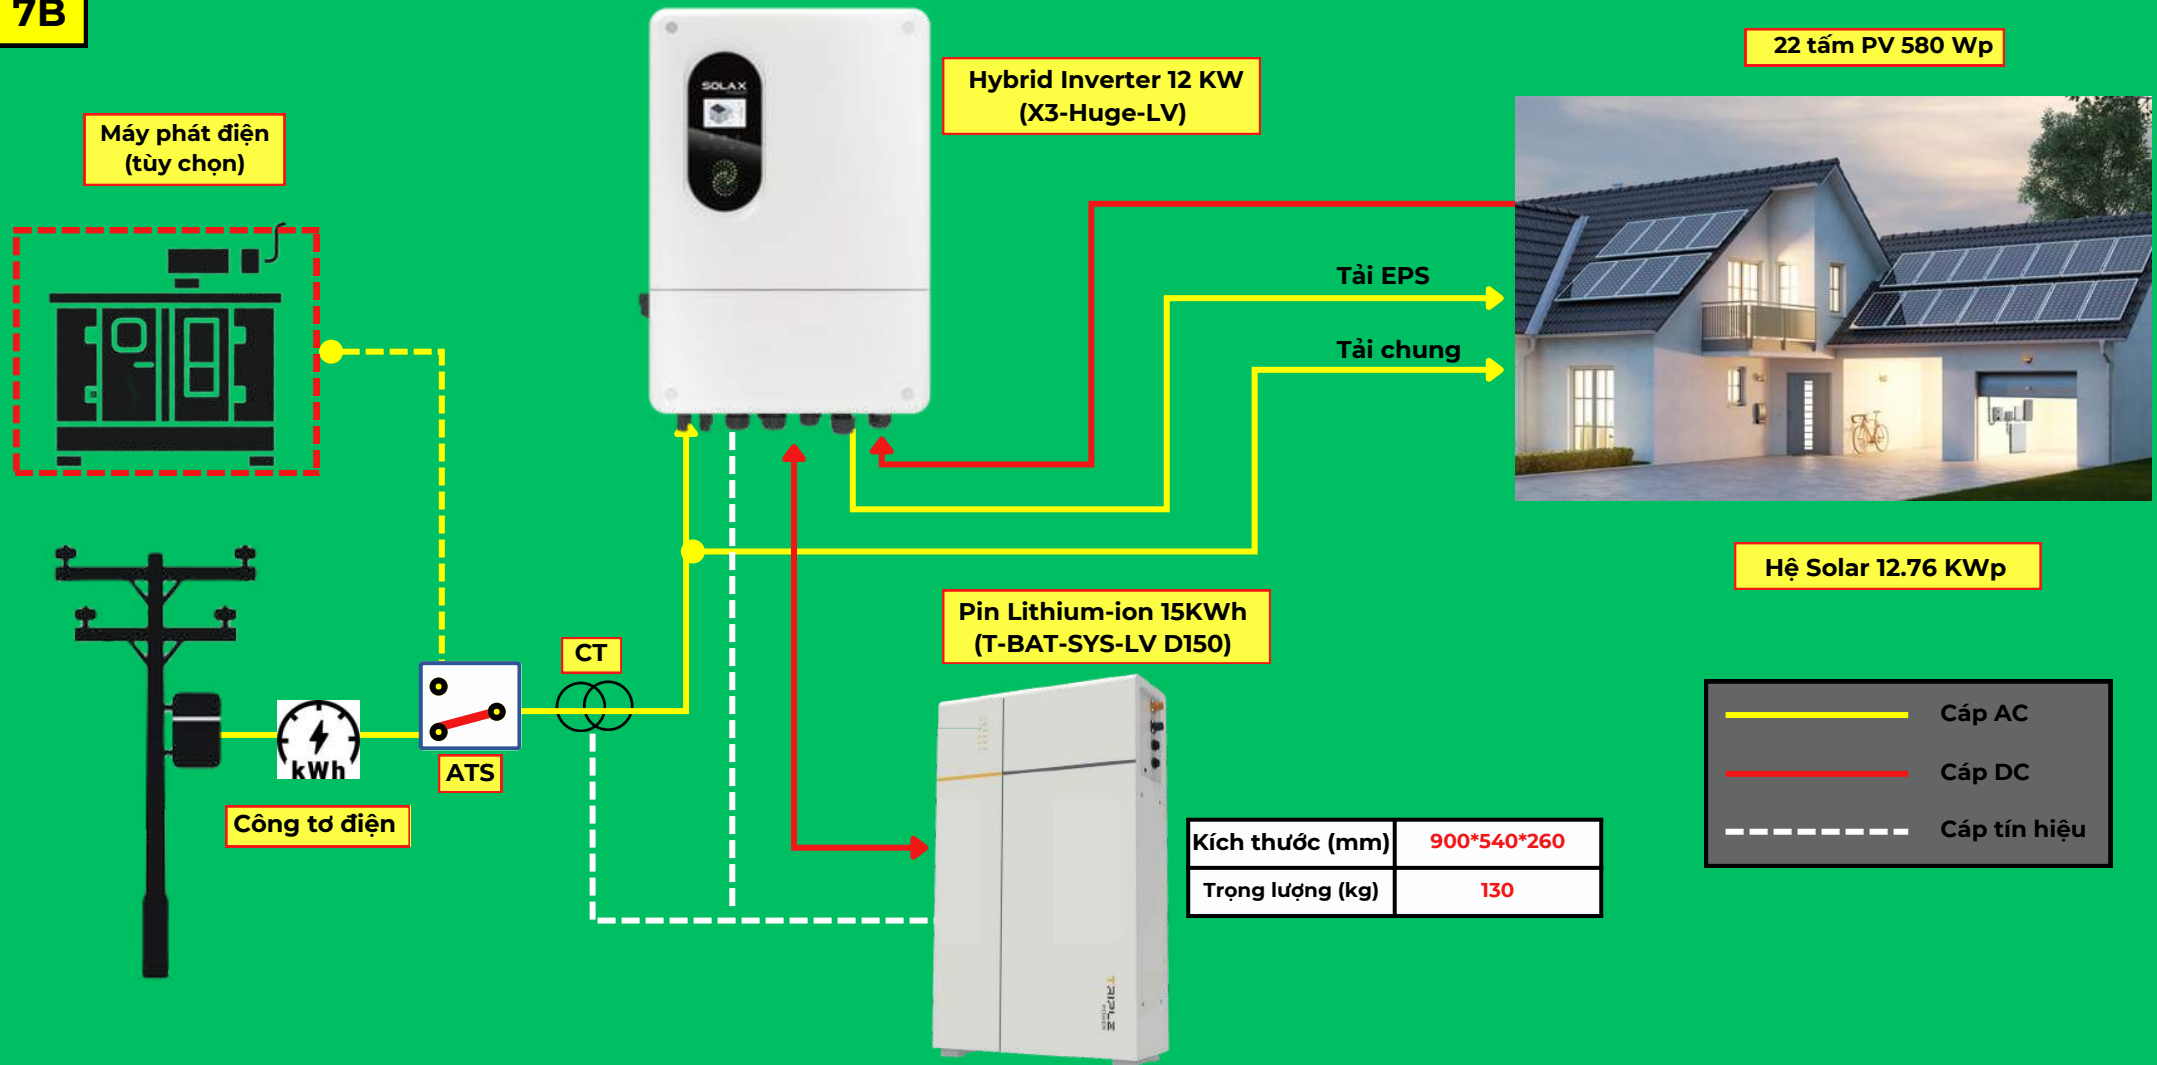 7B
Máy phát điện
(tùy chọn)
SOLAX
Hybrid Inverter 12 KW
(X3-Huge-LV)
22 tấm PV 580 Wp
Tải EPS
Tải chung
Hệ Solar 12.76 KWp
Pin Lithium-ion 15KWh
(T-BAT-SYS-LV D150)
CT
kWh
ATS
Công tơ điện
Kích thước (mm) 900*540*260
Trọng lượng (kg) 130
Cáp AC
Cáp DC
Cáp tín hiệu
TRIPLE
POWER